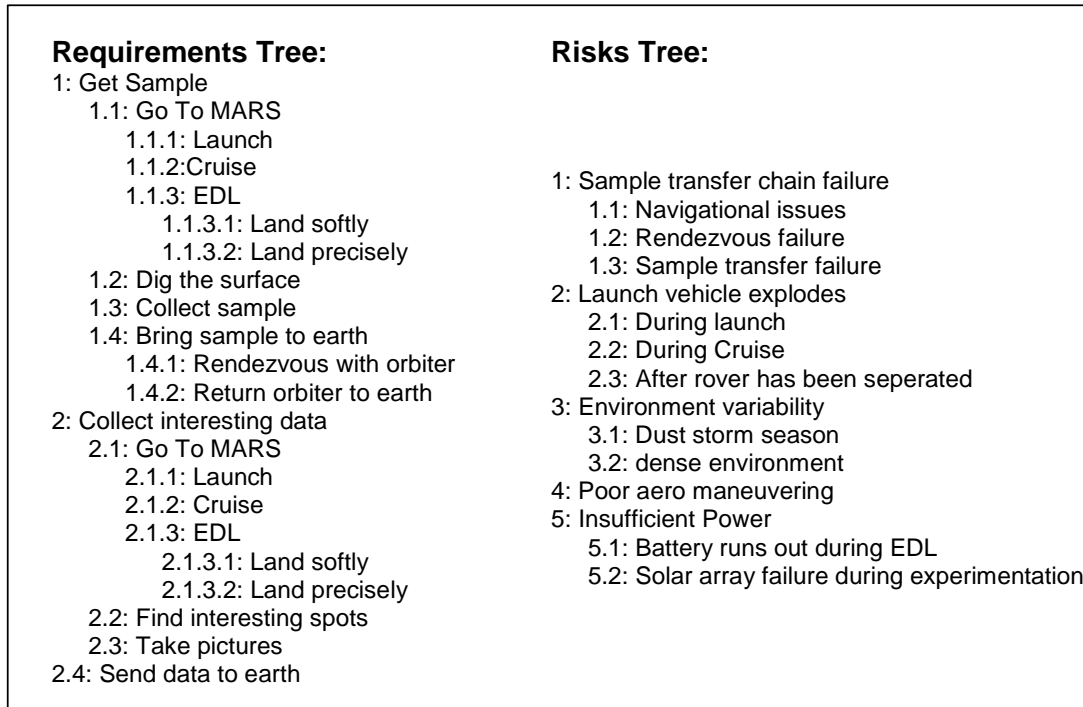 Requirements Tree:
1: Get Sample
1.1: Go To MARS
1.1.1: Launch
1.1.2:Cruise
1.1.3: EDL
1.1.3.1: Land softly
1.1.3.2: Land precisely
1.2: Dig the surface
1.3: Collect sample
1.4: Bring sample to earth
1.4.1: Rendezvous with orbiter
1.4.2: Return orbiter to earth
2: Collect interesting data
2.1: Go To MARS
2.1.1: Launch
2.1.2: Cruise
2.1.3: EDL
2.1.3.1: Land softly
2.1.3.2: Land precisely
2.2: Find interesting spots
2.3: Take pictures
2.4: Send data to earth
Risks Tree:
1: Sample transfer chain failure
1.1: Navigational issues
1.2: Rendezvous failure
1.3: Sample transfer failure
2: Launch vehicle explodes
2.1: During launch
2.2: During Cruise
2.3: After rover has been seperated
3: Environment variability
3.1: Dust storm season
3.2: dense environment
4: Poor aero maneuvering
5: Insufficient Power
5.1: Battery runs out during EDL
5.2: Solar array failure during experimentation